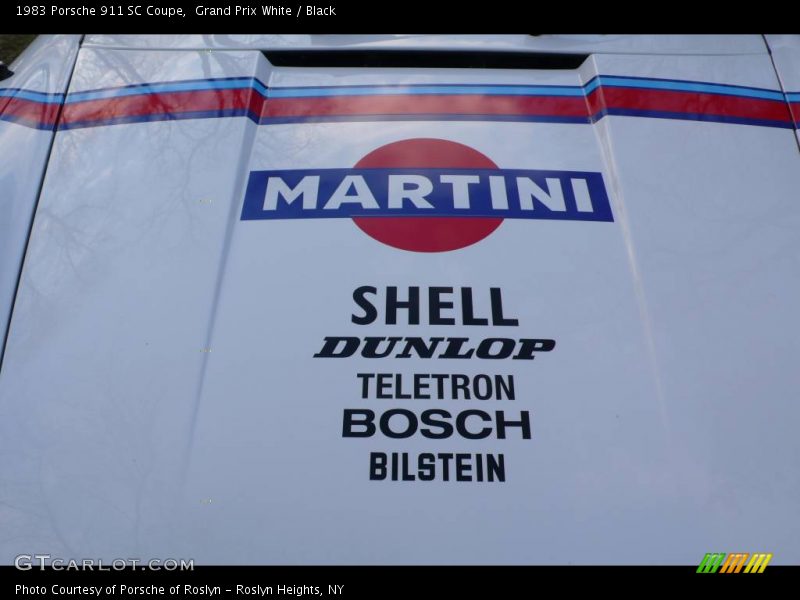 1983 Porsche 911 SC Coupe,  Grand Prix White / Black
MARTINI
SHELL
DUNLOP
TELETRON
BOSCH
BILSTEIN
GTCARLOT.COM
Photo Courtesy of Porsche of Roslyn - Roslyn Heights, NY